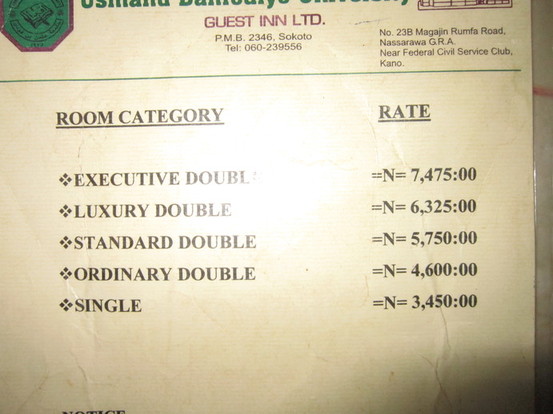 Usmanu Danfodiyo University
GUEST INN LTD.
P.M.B. 2346, Sokoto
Tel: 060-239556
No. 23B Magajin Rumfa Road,
Nassarawa G.R.A.
Near Federal Civil Service Club,
Kano.
ROOM CATEGORY RATE
❖EXECUTIVE DOUBL =N= 7,475:00
❖LUXURY DOUBLE =N= 6,325:00
❖STANDARD DOUBLE =N= 5,750:00
❖ORDINARY DOUBLE =N= 4,600:00
❖SINGLE =N= 3,450:00
NOTICE